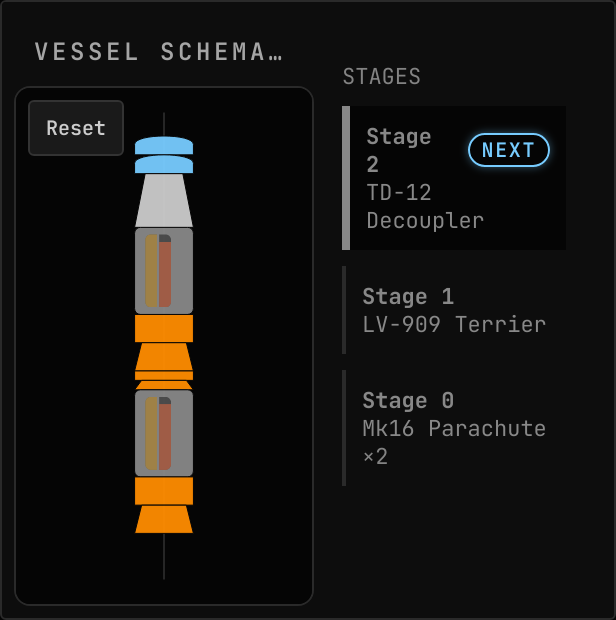 VESSEL SCHEMA…
Reset
STAGES
Stage 2
NEXT
TD-12
Decoupler
Stage 1
LV-909 Terrier
Stage 0
Mk16 Parachute
×2